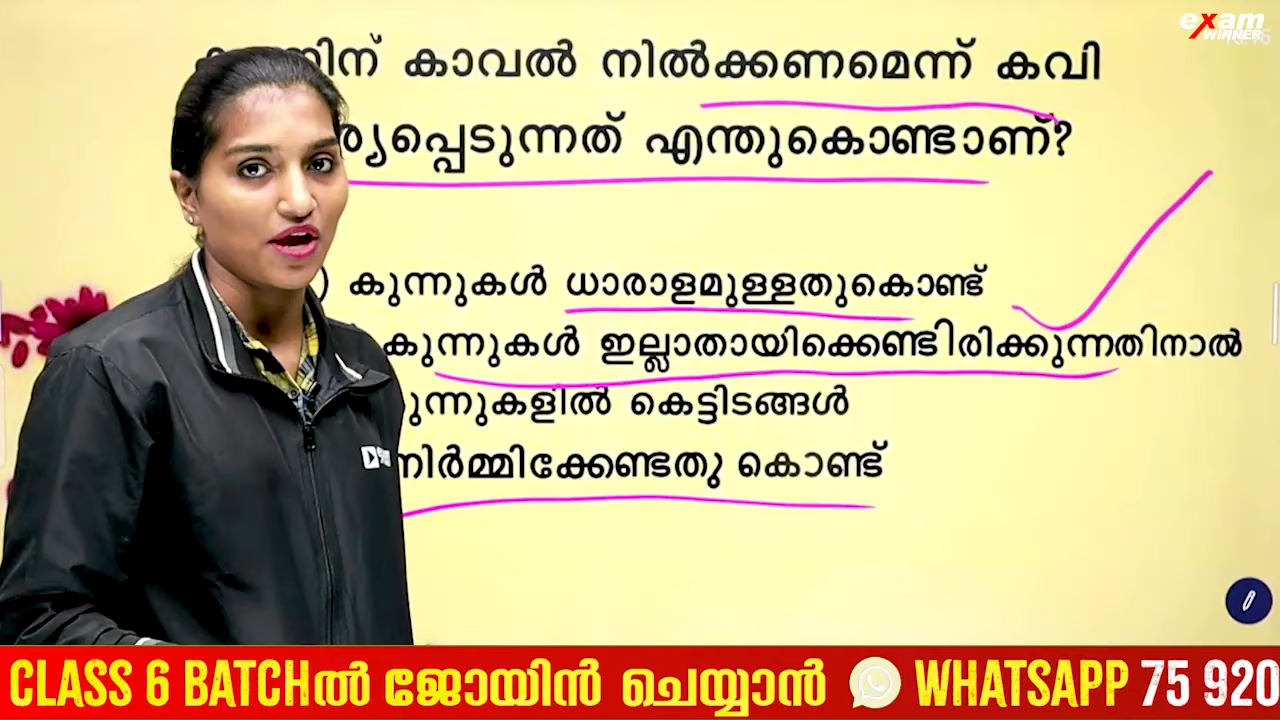 exam
WINNER
കാവൽ നിൽക്കണമെന്ന് കവി
എന്തുകൊണ്ടാണ്?
കുന്നുകൾ ധാരാളമുള്ളതുകൊണ്ട്
കുന്നുകൾ ഇല്ലാതായിക്കെണ്ടിരിക്കുന്നതിനാൽ
കെട്ടിടങ്ങൾ
നിർമ്മിക്കേണ്ടതു കൊണ്ട്
CLASS 6 BATCHൽ ജോയിൻ ചെയ്യാൻ WHATSAPP 75 920